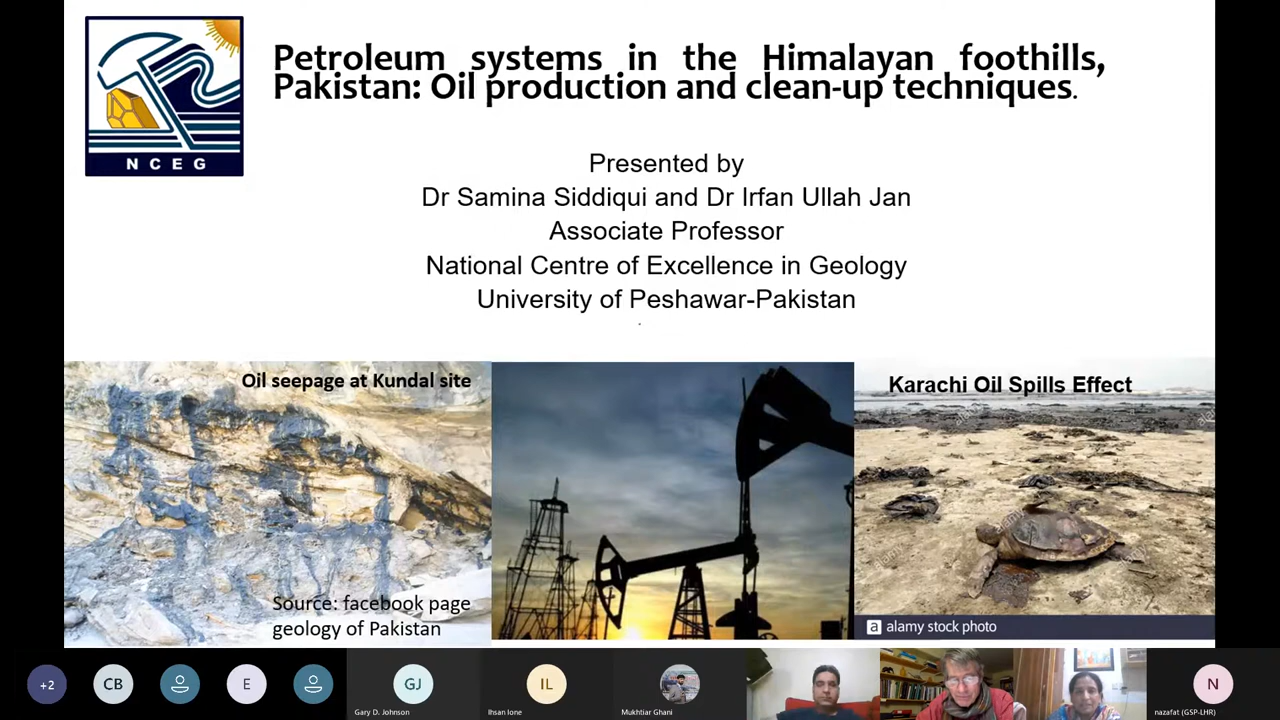 Petroleum systems in the Himalayan foothills,
Pakistan: Oil production and clean-up techniques.
NCEG
Presented by
Dr Samina Siddiqui and Dr Irfan Ullah Jan
Associate Professor
National Centre of Excellence in Geology
University of Peshawar-Pakistan
Oil seepage at Kundal site
Karachi Oil Spills Effect
Source: facebook page
geology of Pakistan
a alamy stock photo
+2
CB
E
GJ
IL
N
Gary D. Johnson
Ihsan Ione
Mukhtiar Ghani
nazafat (GSP-LHR)